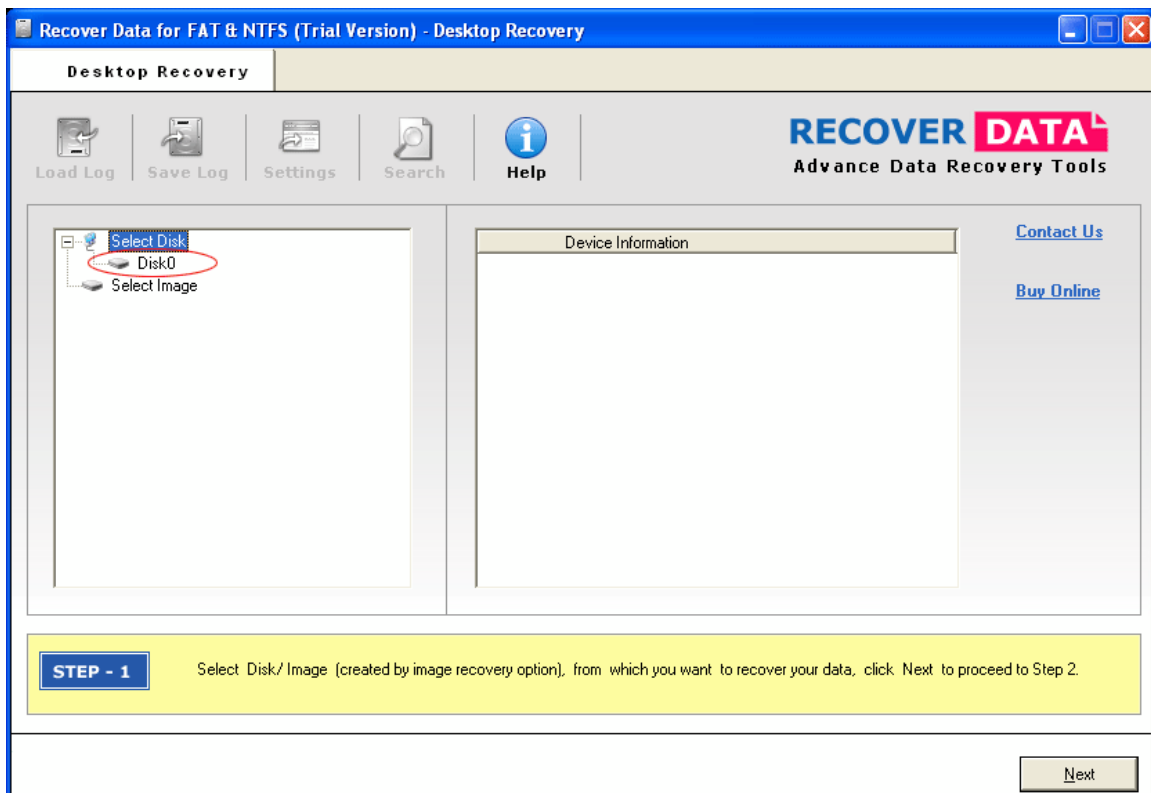 Recover Data for FAT & NTFS (Trial Version) - Desktop Recovery
Desktop Recovery
Load Log
Save Log
Settings
Search
Help
RECOVER DATA
Advance Data Recovery Tools
Select Disk
Disk0
Select Image
Device Information
Contact Us
Buy Online
STEP - 1
Select Disk/ Image (created by image recovery option), from which you want to recover your data, click Next to proceed to Step 2.
Next